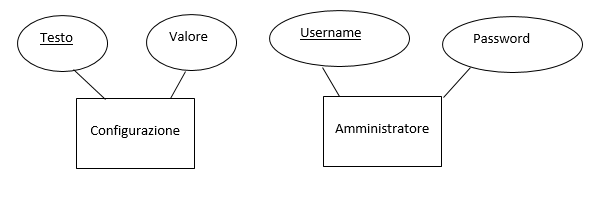 Testo
Valore
Username
Password
Configurazione
Amministratore